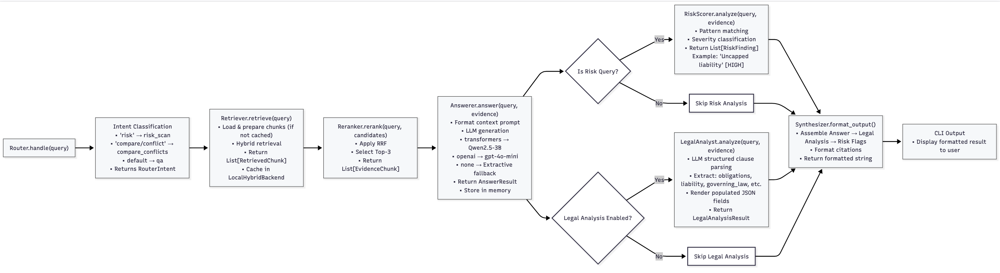 Router.handle(query)
Intent Classification
▪ 'risk' → risk_scan
▪ 'compare/conflict' →
compare_conflicts
▪ default → qa
▪ Returns RouterIntent
Retriever.retrieve(query)
▪ Load & prepare chunks (if
not cached)
▪ Hybrid retrieval
▪ Return
List[RetrievedChunk]
▪ Cache in
LocalHybridBackend
Reranker.rerank(query,
candidates)
▪ Apply RRF
▪ Select Top-3
▪ Return
List[EvidenceChunk]
Answerer.answer(query,
evidence)
▪ Format context prompt
▪ LLM generation
▪ transformers →
Qwen2.5-3B
▪ openai → gpt-4o-mini
▪ none → Extractive
fallback
▪ Return AnswerResult
▪ Store in memory
Is Risk Query?
Yes
RiskScorer.analyze(query,
evidence)
▪ Pattern matching
▪ Severity classification
▪ Return List[RiskFinding]
Example: 'Uncapped
liability' [HIGH]
No
Skip Risk Analysis
Legal Analysis Enabled?
Yes
LegalAnalyst.analyze(query,
evidence)
▪ LLM structured clause
parsing
▪ Extract: obligations,
liability, governing_law, etc.
▪ Render populated JSON
fields
▪ Return
LegalAnalysisResult
No
Skip Legal Analysis
Synthesizer.format_output()
▪ Assemble Answer → Legal
Analysis → Risk Flags
▪ Format citations
▪ Return formatted string
CLI Output
▪ Display formatted result
to user